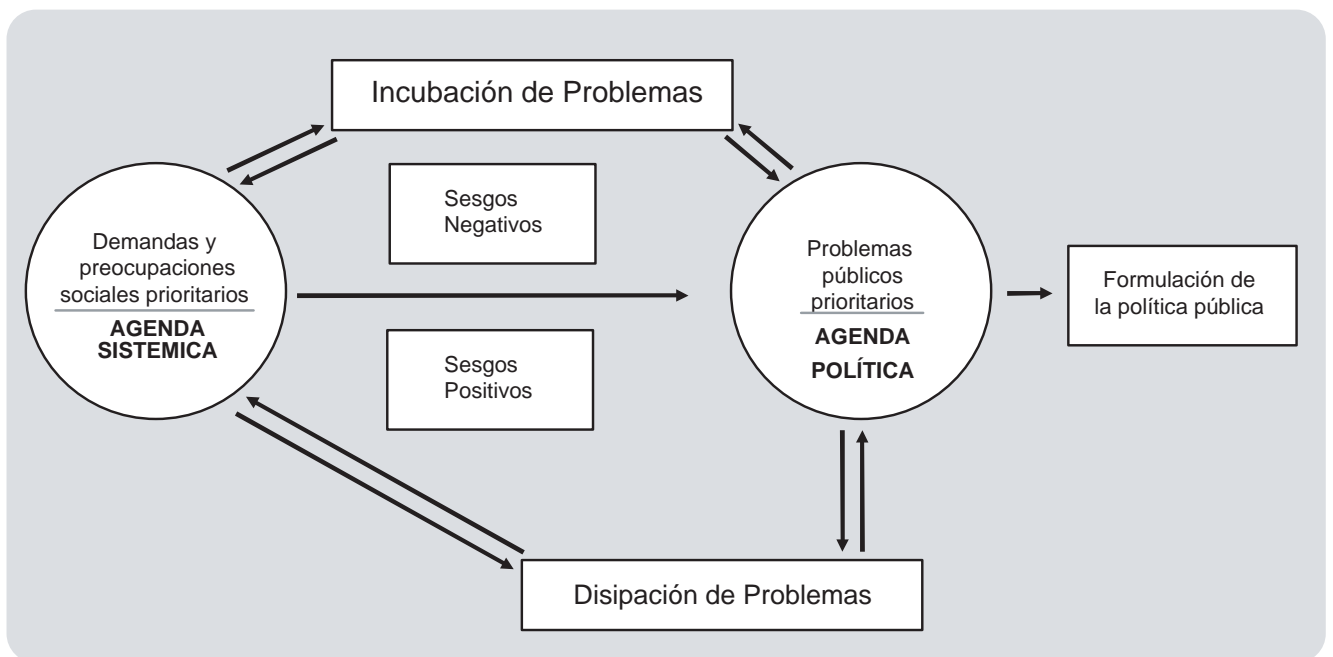 Incubación de Problemas
Sesgos
Negativos
Demandas y
preocupaciones
sociales prioritarios
AGENDA
SISTEMICA
Problemas
públicos
prioritarios
AGENDA
POLÍTICA
Formulación de
la política pública
Sesgos
Positivos
Disipación de Problemas